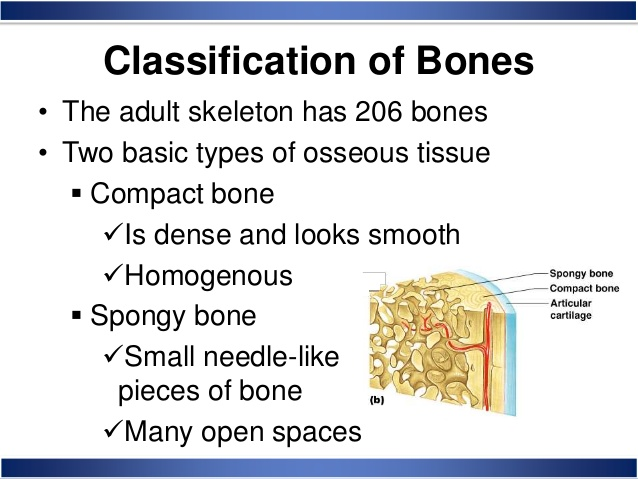 Classification of Bones
• The adult skeleton has 206 bones
• Two basic types of osseous tissue
▪ Compact bone
✓Is dense and looks smooth
✓Homogenous
▪ Spongy bone
✓Small needle-like
pieces of bone
✓Many open spaces
Spongy bone
Compact bone
Articular
cartilage
(b)